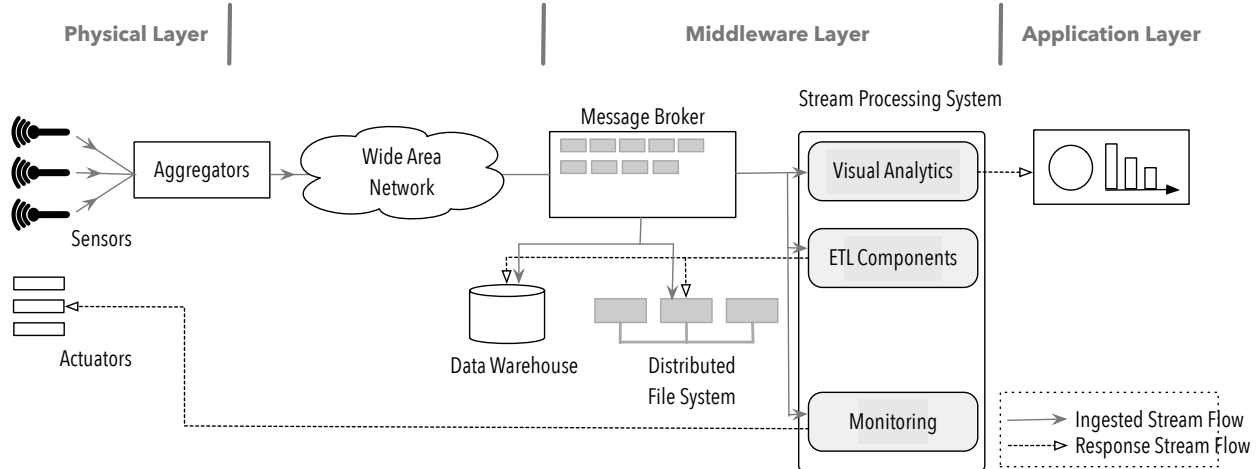 Physical Layer
Middleware Layer
Application Layer
Stream Processing System
Message Broker
Wide Area
Network
Aggregators
Visual Analytics
Sensors
ETL Components
Actuators
Data Warehouse
Distributed
File System
Monitoring
Ingested Stream Flow
Response Stream Flow